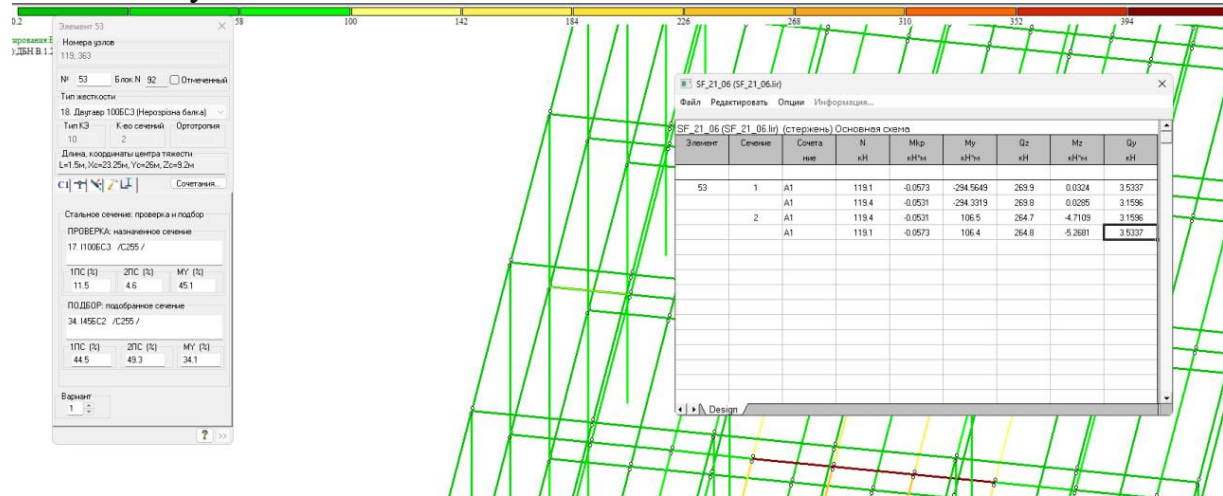 0.2 58 100 142 184 226 268 310 352 394
Элемент 53
Номера узлов
119, 363
№ 53 Блок N 92 Отмеченный
Тип жесткости
18. Двутавр 100БС3 (Нерозрізна балка)
Тип КЭ К-во сечений Ортотропия
10 2
Длина, координаты центра тяжести
L=1.5м, Xc=23.25м, Yc=26м, Zc=9.2м
Сочетания...
Стальное сечение: проверка и подбор
ПРОВЕРКА: назначенное сечение
17. I100БС3 /С255 /
1ПС (%) 2ПС (%) МУ (%)
11.5 4.6 45.1
ПОДБОР: подобранное сечение
34. I45БС2 /С255 /
1ПС (%) 2ПС (%) МУ (%)
44.5 49.3 34.1
Вариант
1
? >>
SF_21_06 (SF_21_06.lir)
Файл Редактировать Опции Информация...
SF_21_06 (SF_21_06.lir) (стержень) Основная схема
Элемент Сечение Сочета N Мкр My Qz Mz Qy
ние кН кН*м кН*м кН кН*м кН
53 1 A1 119.1 -0.0573 -294.5649 269.9 0.0324 3.5337
A1 119.4 -0.0531 -294.3319 269.8 0.0285 3.1596
2 A1 119.4 -0.0531 106.5 264.7 -4.7109 3.1596
A1 119.1 -0.0573 106.4 264.8 -5.2681 3.5337
Design